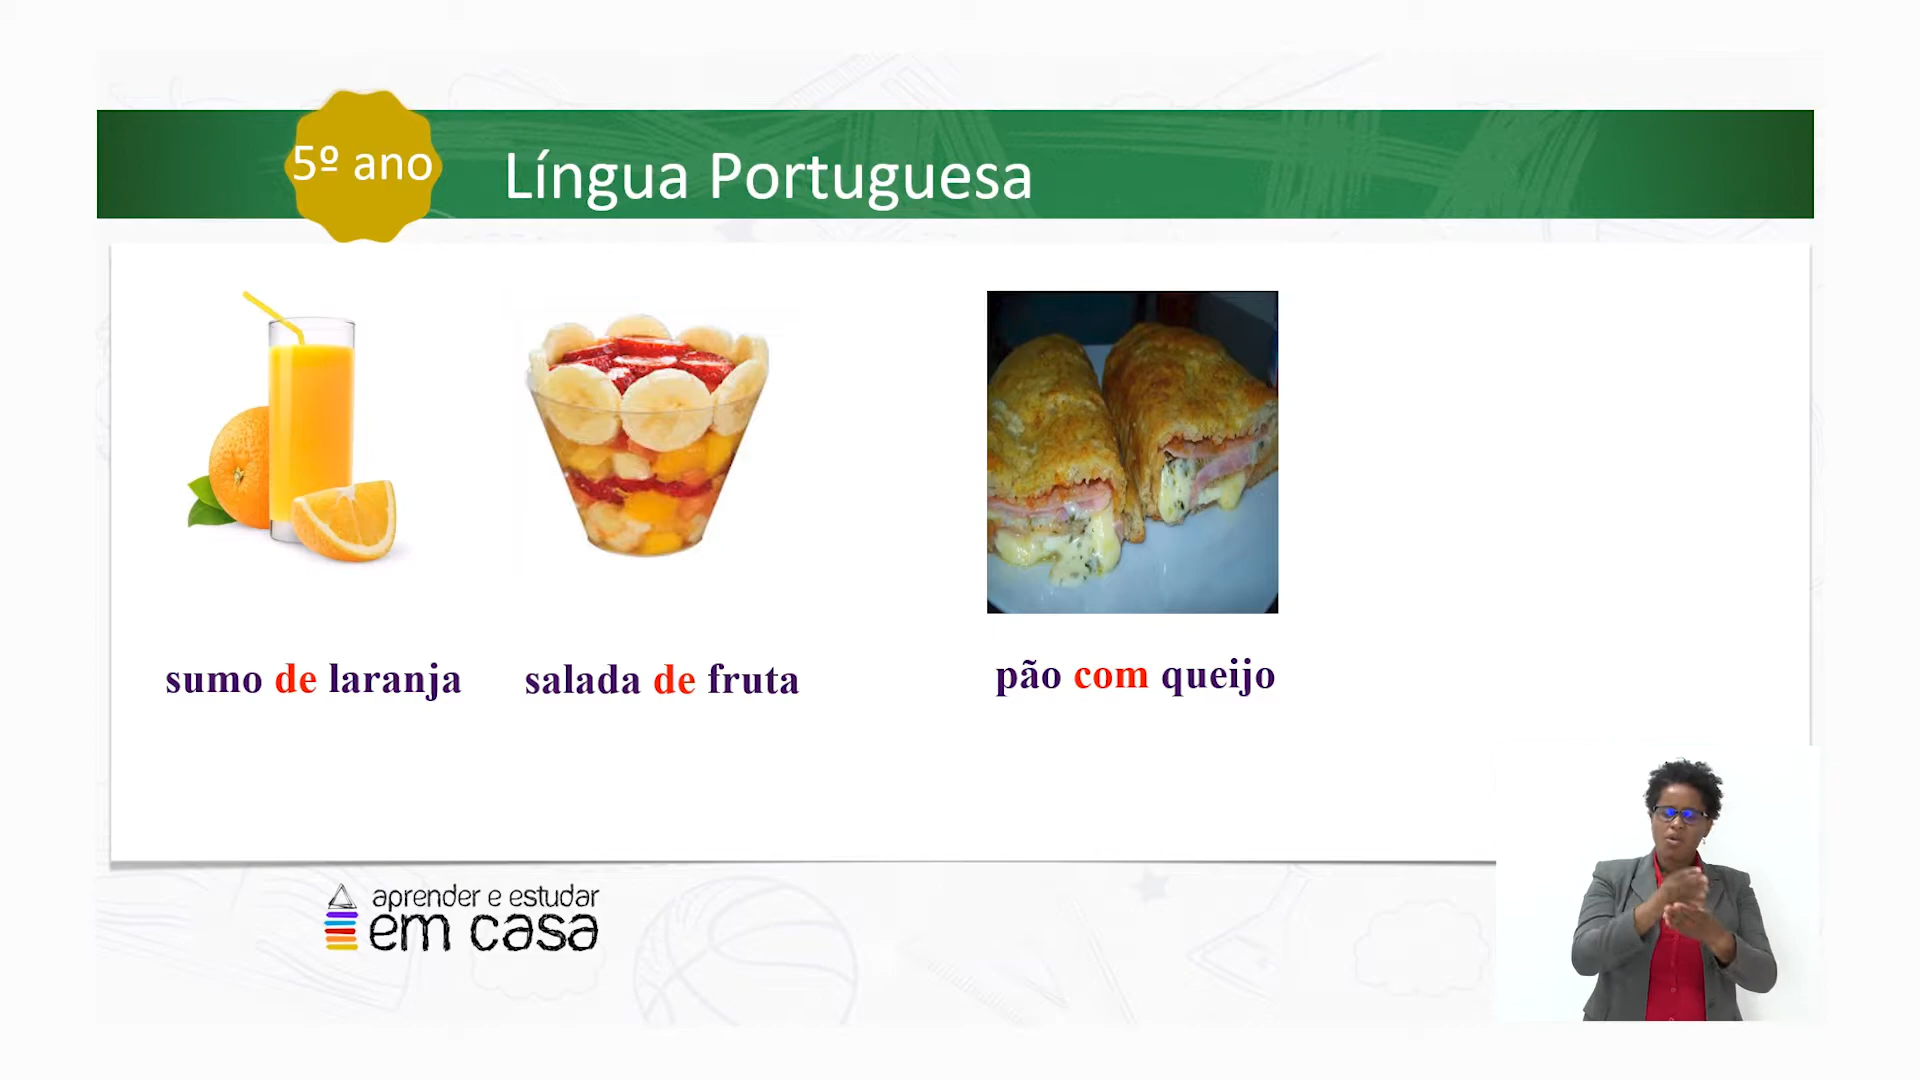 5º ano
Língua Portuguesa
sumo de laranja
salada de fruta
pão com queijo
aprender e estudar
em casa